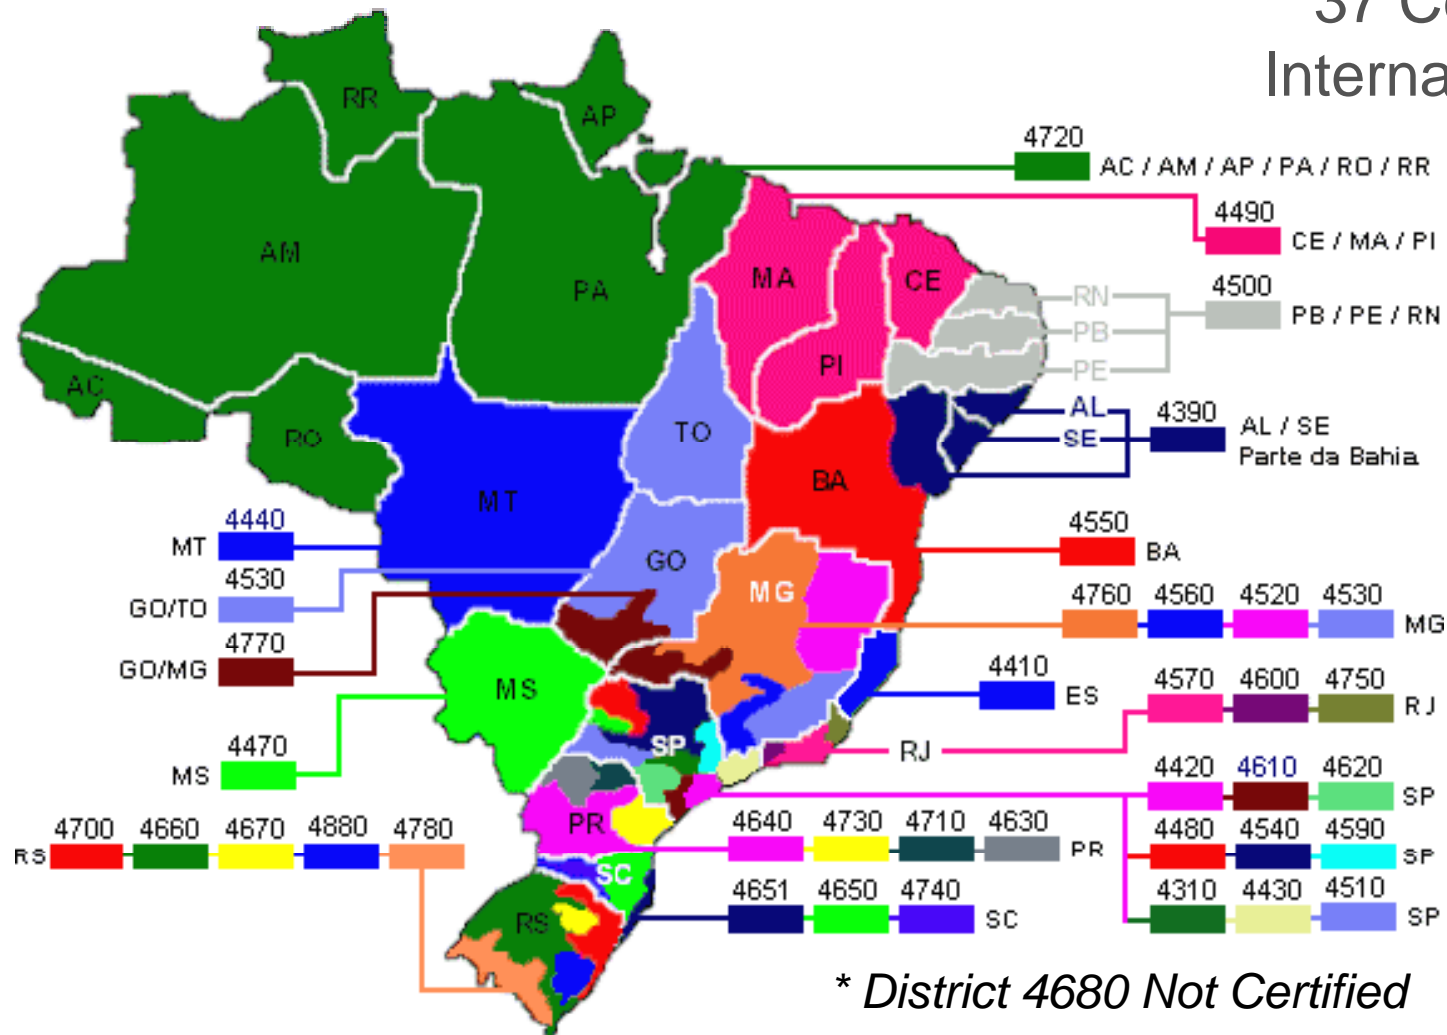 37 C
Interna
RR
AP
4720
AC / AM / AP / PA / RO / RR
4490
CE / MA / PI
AM
PA
MA
CE
RN
4500
PB / PE / RN
PB
PI
PE
AC
RO
TO
AL
SE
4390
AL / SE
Parte da Bahia
MT
BA
4440
MT
4550
BA
GO
4530
GO/TO
MG
4760 4560 4520 4530
MG
4770
GO/MG
MS
4410
ES
4570 4600 4750
RJ
SP
RJ
4470
MS
4420 4610 4620
SP
PR
4700 4660 4670 4880 4780
RS
4640 4730 4710 4630
PR
4480 4540 4590
SP
SC
4651 4650 4740
SC
4310 4430 4510
SP
RS
* District 4680 Not Certified